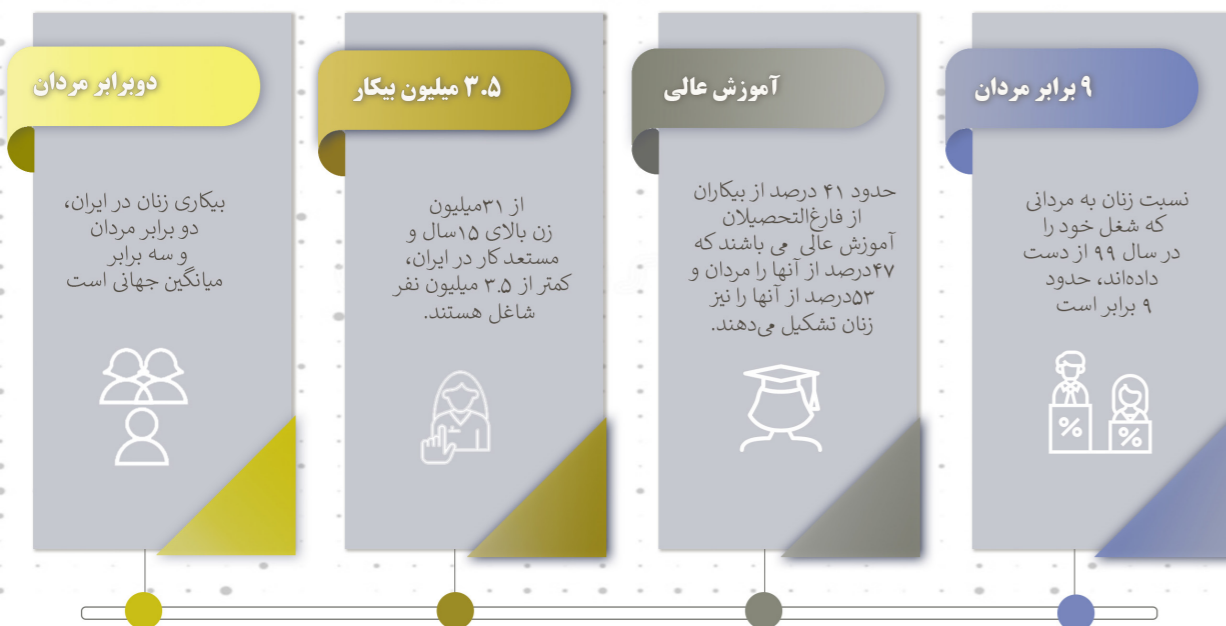 ۹ برابر مردان
نسبت زنان به مردانی
که شغل خود را
در سال ۹۹ از دست
داده‌اند، حدود
۹ برابر است
%
%
آموزش عالی
حدود ۴۱ درصد از بیکاران
از فارغ‌التحصیلان
آموزش عالی می باشند که
۴۷درصد از آنها را مردان و
۵۳درصد از آنها را نیز
زنان تشکیل می‌دهند.
۳.۵ میلیون بیکار
از ۳۱میلیون
زن بالای ۱۵سال و
مستعد کار در ایران،
کمتر از ۳.۵ میلیون نفر
شاغل هستند.
دوبرابر مردان
بیکاری زنان در ایران،
دو برابر مردان
و سه برابر
میانگین جهانی است